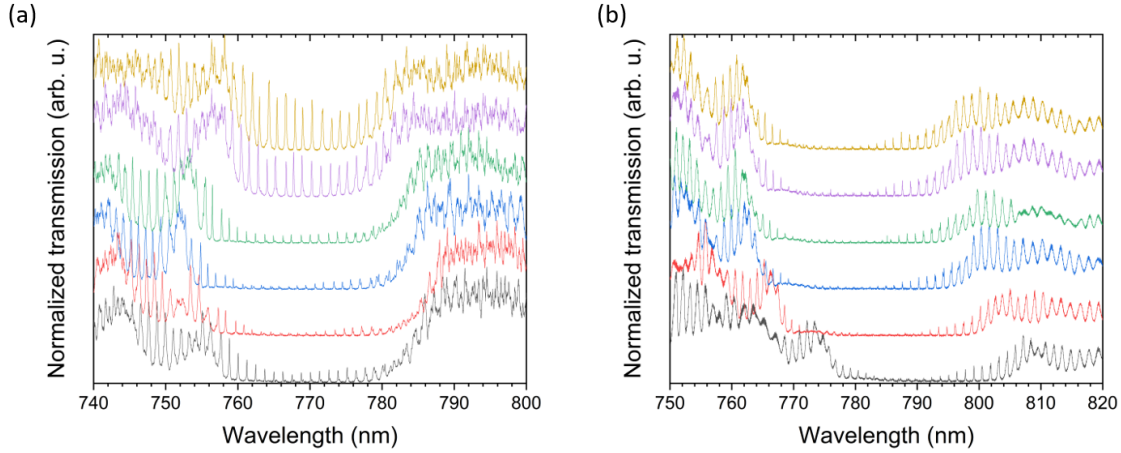 (a)
(b)
Normalized transmission (arb. u.)
740 750 760 770 780 790 800
Wavelength (nm)
Normalized transmission (arb. u.)
750 760 770 780 790 800 810 820
Wavelength (nm)